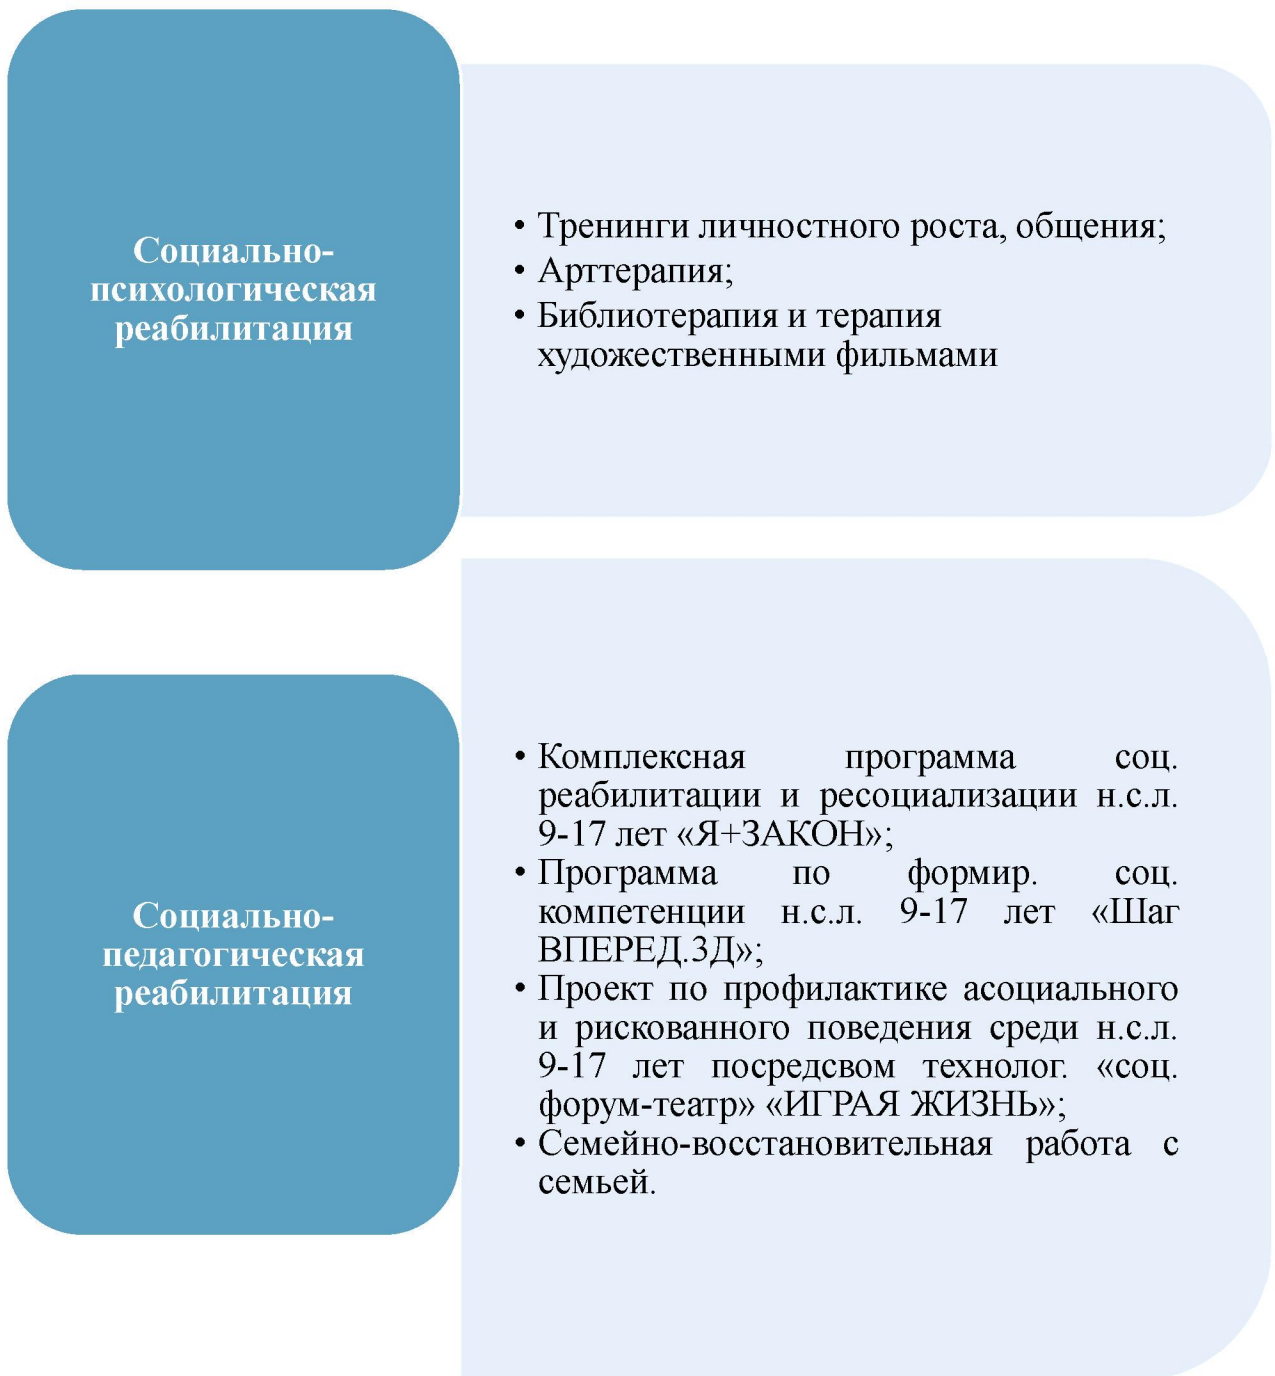 Социально-
психологическая
реабилитация
• Тренинги личностного роста, общения;
• Арттерапия;
• Библиотерапия и терапия
художественными фильмами
Социально-
педагогическая
реабилитация
• Комплексная программа соц.
реабилитации и ресоциализации н.с.л.
9-17 лет «Я+ЗАКОН»;
• Программа по формир. соц.
компетенции н.с.л. 9-17 лет «Шаг
ВПЕРЕД.3Д»;
• Проект по профилактике асоциального
и рискованного поведения среди н.с.л.
9-17 лет посредсвом технолог. «соц.
форум-театр» «ИГРАЯ ЖИЗНЬ»;
• Семейно-восстановительная работа с
семьей.